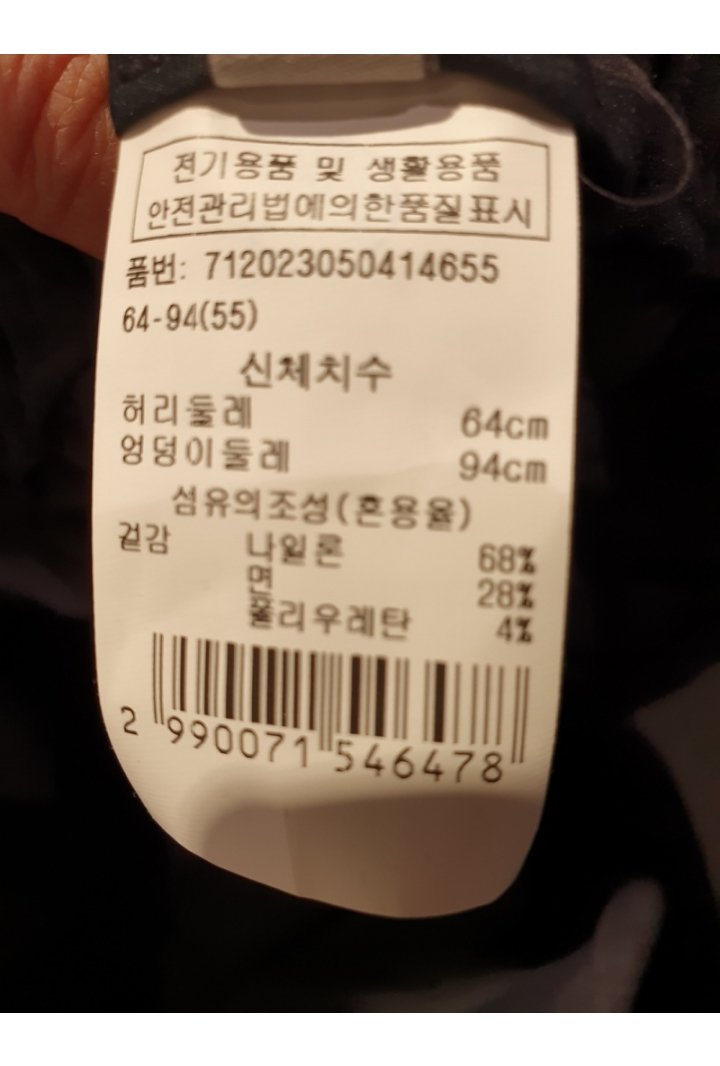 전기용품 및 생활용품
안전관리법에의한품질표시
품번: 712023050414655
64-94(55)
신체치수
허리둘레 64cm
엉덩이둘레 94cm
섬유의조성(혼용율)
겉감 나일론 68%
면 28%
폴리우레탄 4%
2 990071 546478